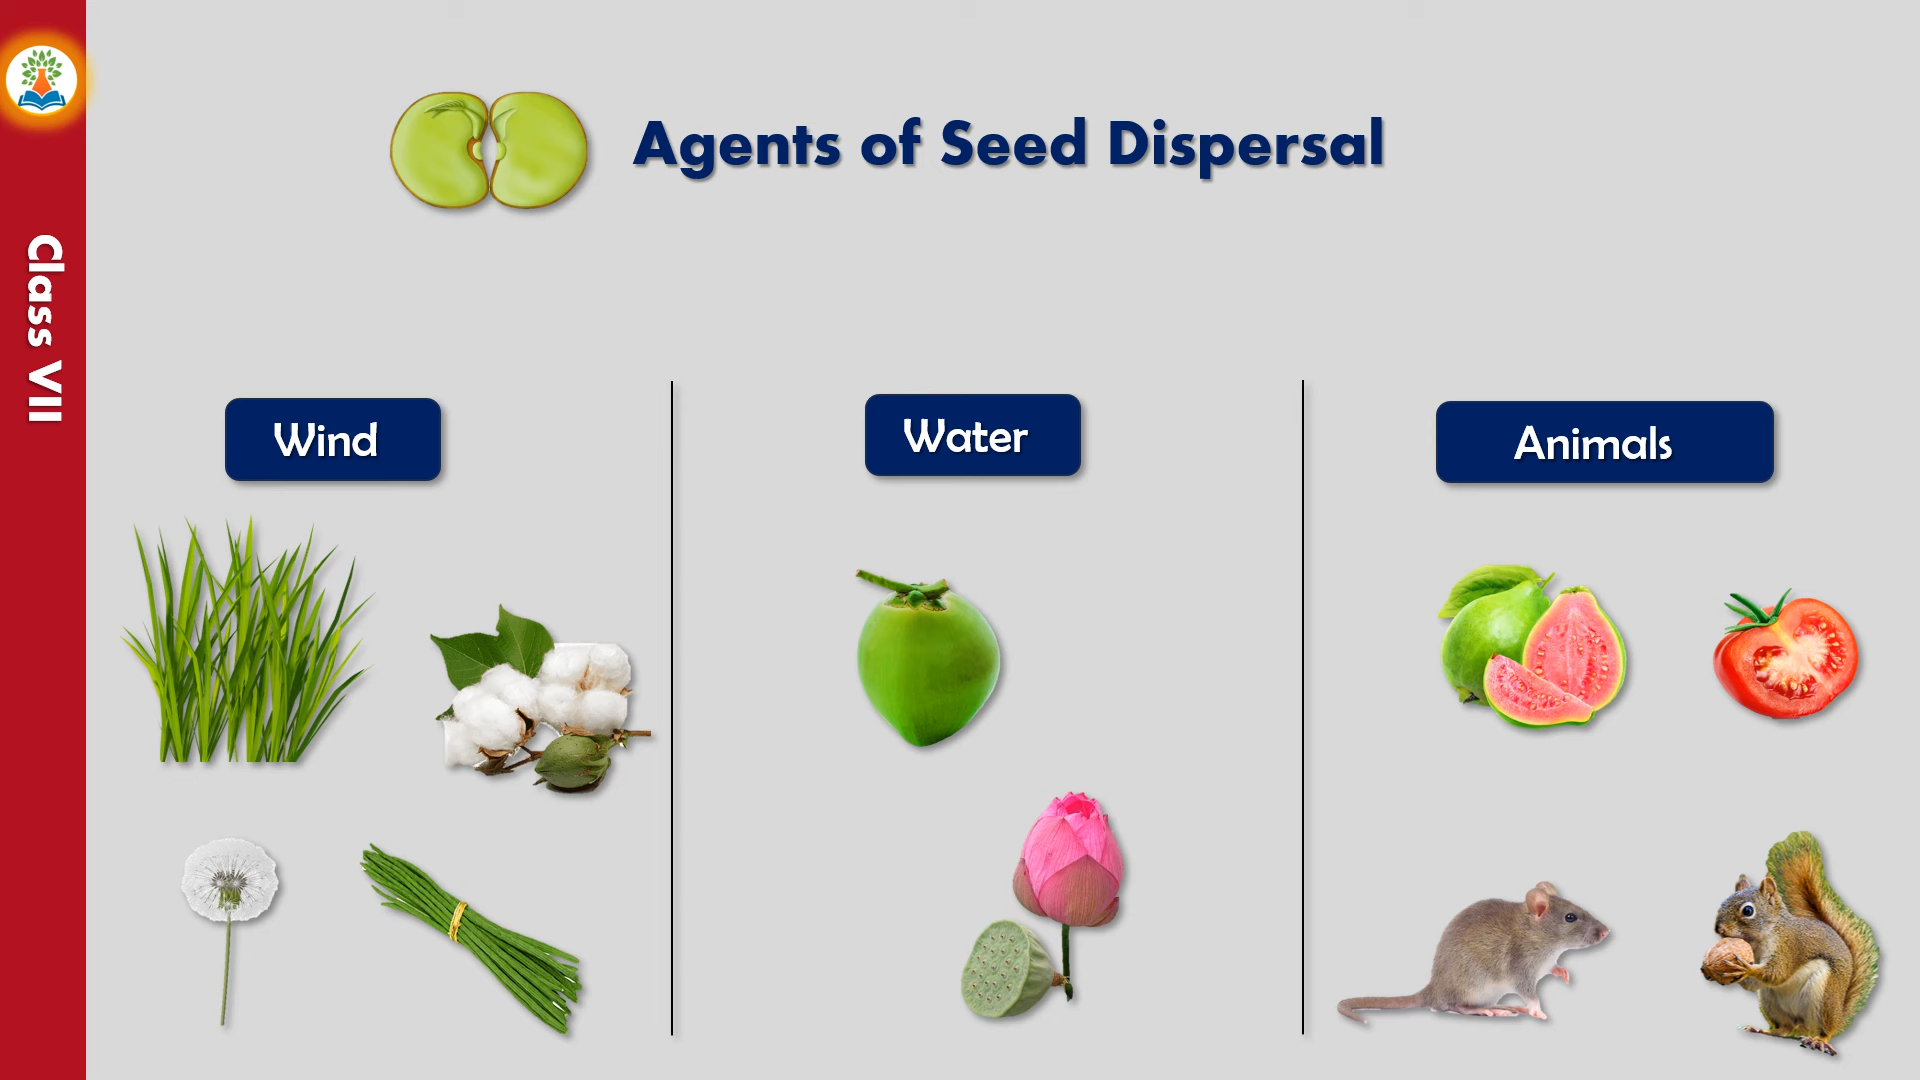 Agents of Seed Dispersal
Class VII
Wind
Water
Animals